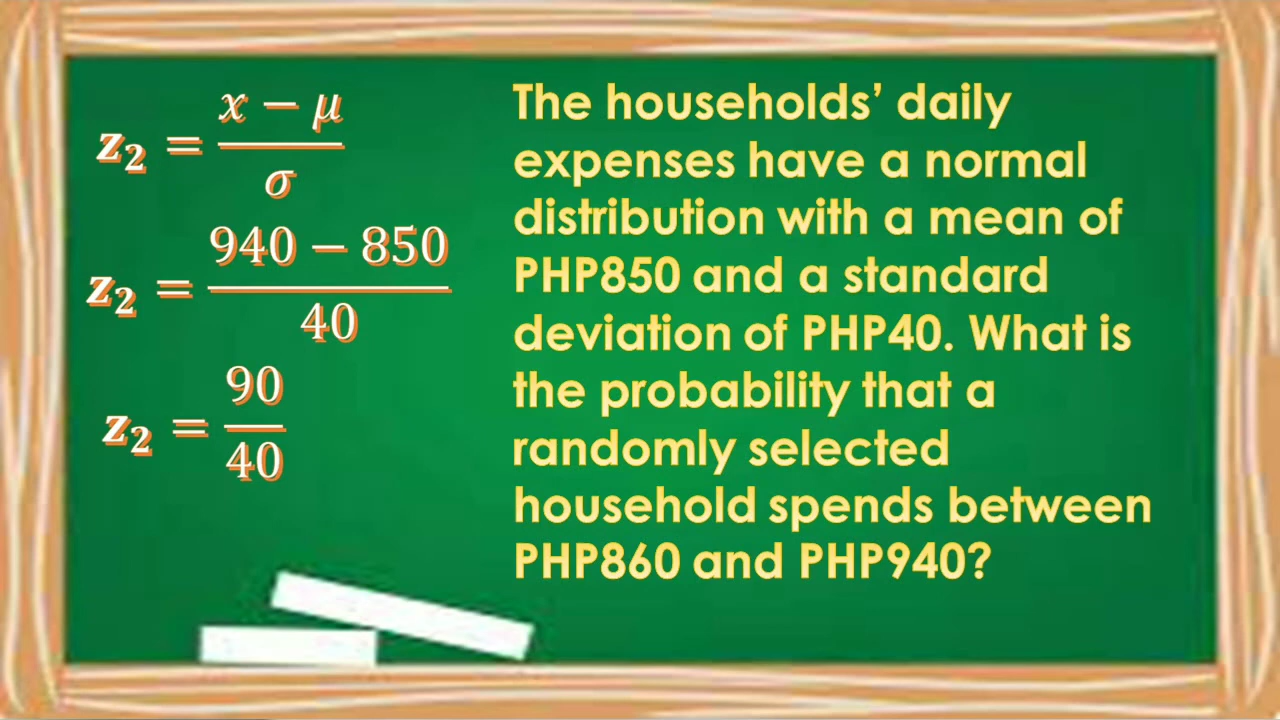 z₂ = (x − μ) / σ
z₂ = (940 − 850) / 40
z₂ = 90 / 40
The households’ daily
expenses have a normal
distribution with a mean of
PHP850 and a standard
deviation of PHP40. What is
the probability that a
randomly selected
household spends between
PHP860 and PHP940?